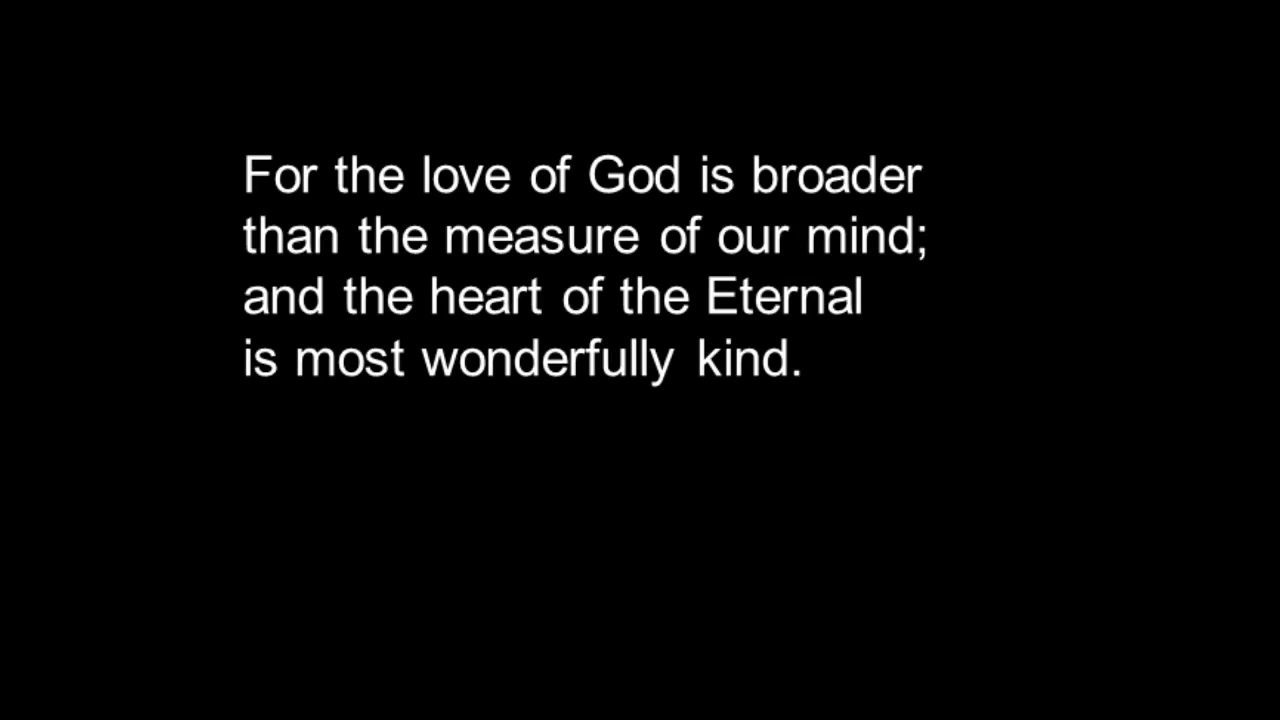 For the love of God is broader
than the measure of our mind;
and the heart of the Eternal
is most wonderfully kind.